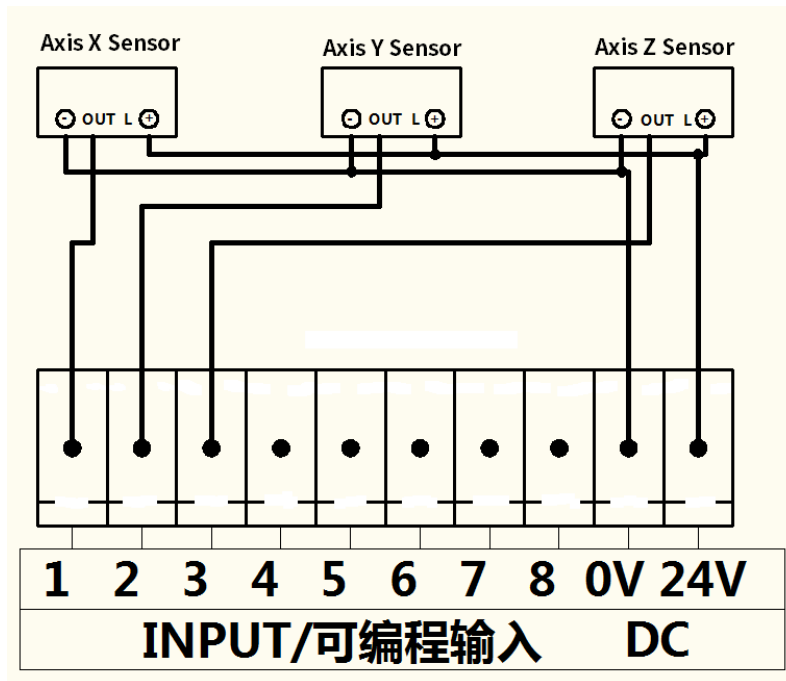 Axis X Sensor Axis Y Sensor Axis Z Sensor
- OUT L + - OUT L + - OUT L +
1 2 3 4 5 6 7 8 0V 24V
INPUT/可编程输入 DC